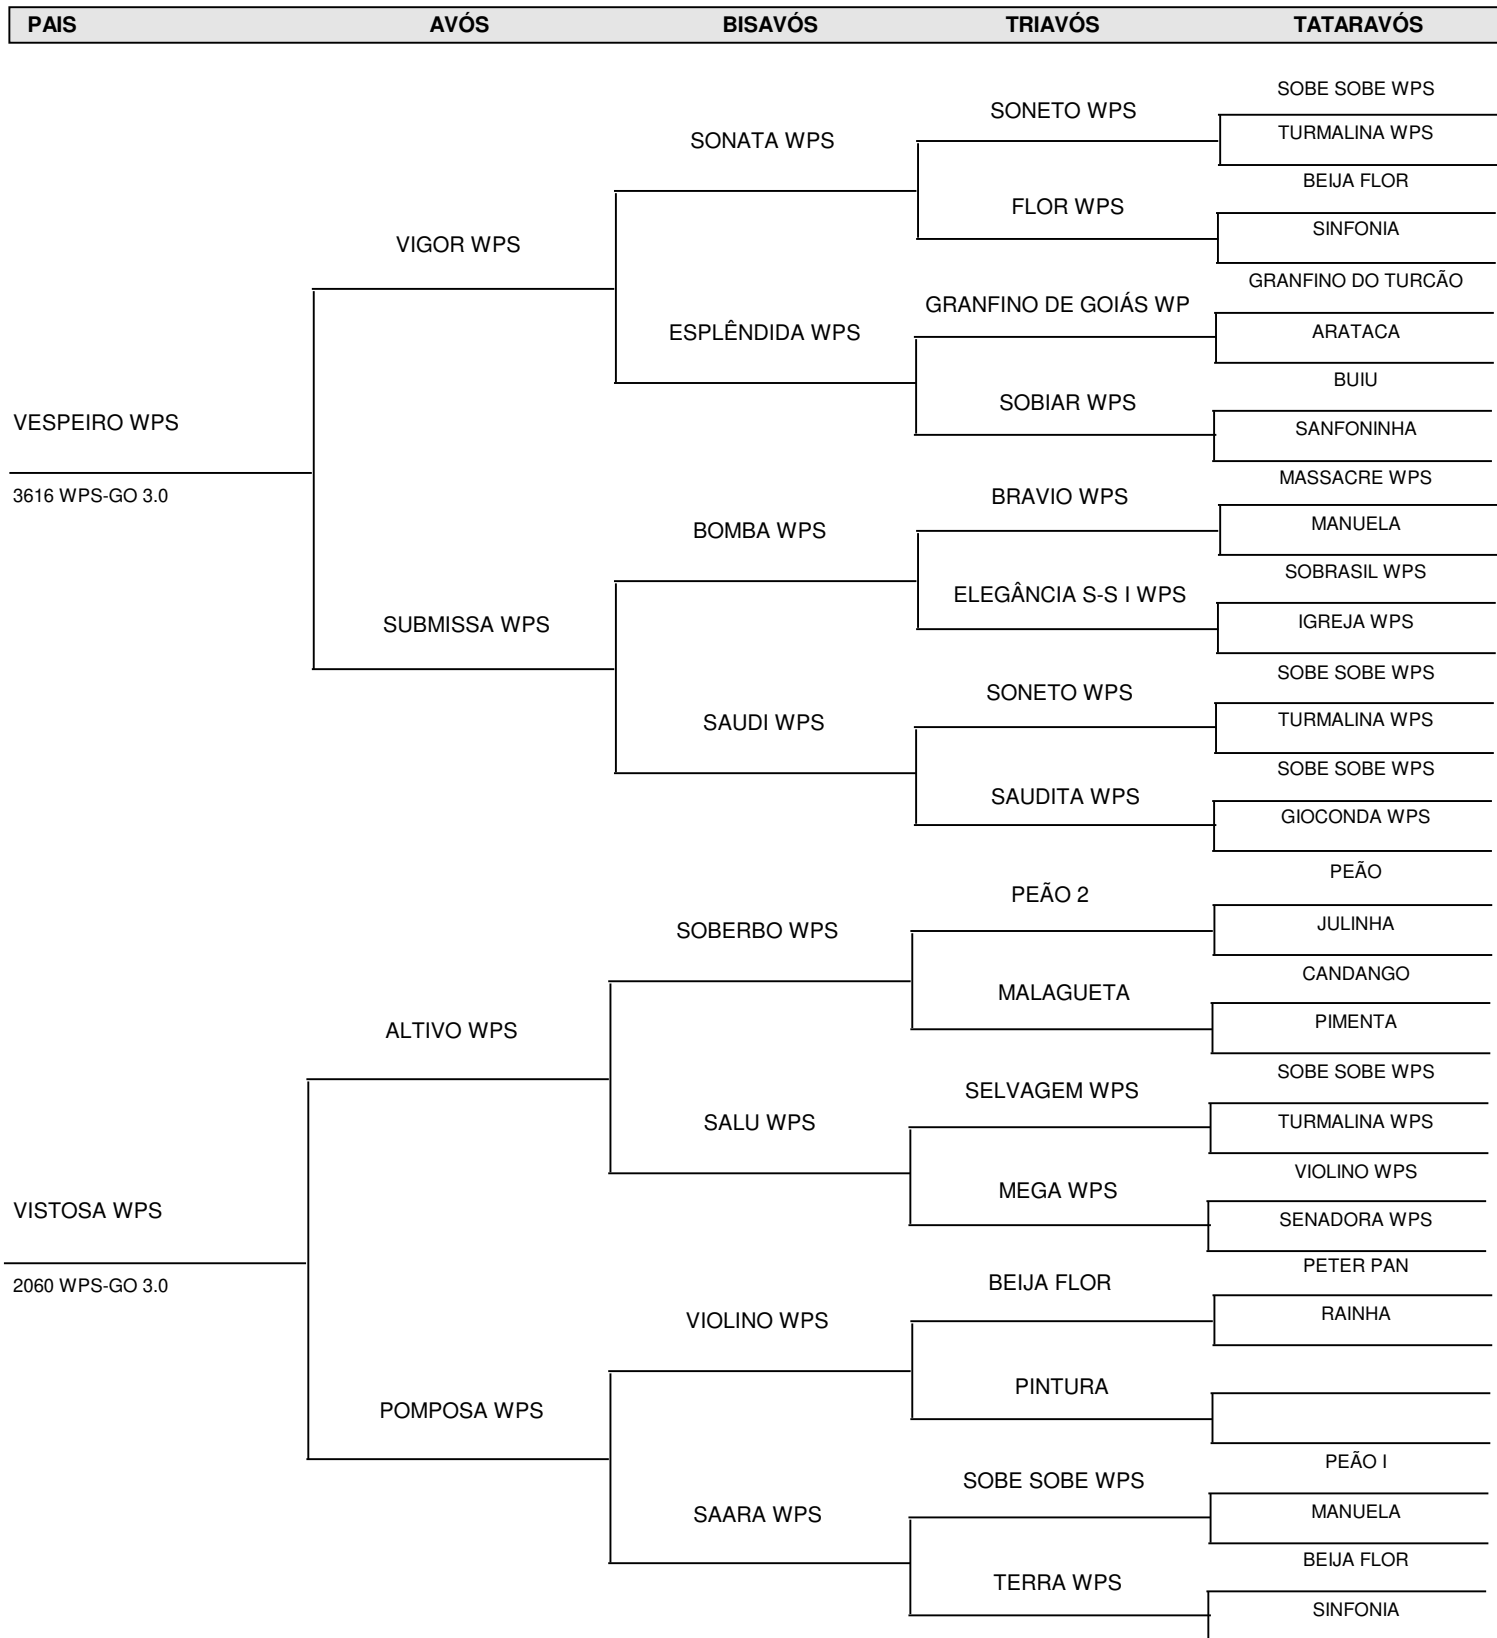 PAIS AVÓS BISAVÓS TRIAVÓS TATARAVÓS
SOBE SOBE WPS
SONETO WPS
TURMALINA WPS
SONATA WPS
BEIJA FLOR
FLOR WPS
SINFONIA
VIGOR WPS
GRANFINO DO TURCÃO
GRANFINO DE GOIÁS WP
ARATACA
ESPLÊNDIDA WPS
BUIU
SOBIAR WPS
SANFONINHA
VESPEIRO WPS
3616 WPS-GO 3.0
MASSACRE WPS
BRAVIO WPS
MANUELA
BOMBA WPS
SOBRASIL WPS
ELEGÂNCIA S-S I WPS
IGREJA WPS
SUBMISSA WPS
SOBE SOBE WPS
SONETO WPS
TURMALINA WPS
SAUDI WPS
SOBE SOBE WPS
SAUDITA WPS
GIOCONDA WPS
PEÃO
PEÃO 2
JULINHA
SOBERBO WPS
CANDANGO
MALAGUETA
PIMENTA
ALTIVO WPS
SOBE SOBE WPS
SELVAGEM WPS
TURMALINA WPS
SALU WPS
VIOLINO WPS
MEGA WPS
SENADORA WPS
VISTOSA WPS
2060 WPS-GO 3.0
PETER PAN
BEIJA FLOR
RAINHA
VIOLINO WPS
PINTURA
POMPOSA WPS
PEÃO I
SOBE SOBE WPS
MANUELA
SAARA WPS
BEIJA FLOR
TERRA WPS
SINFONIA